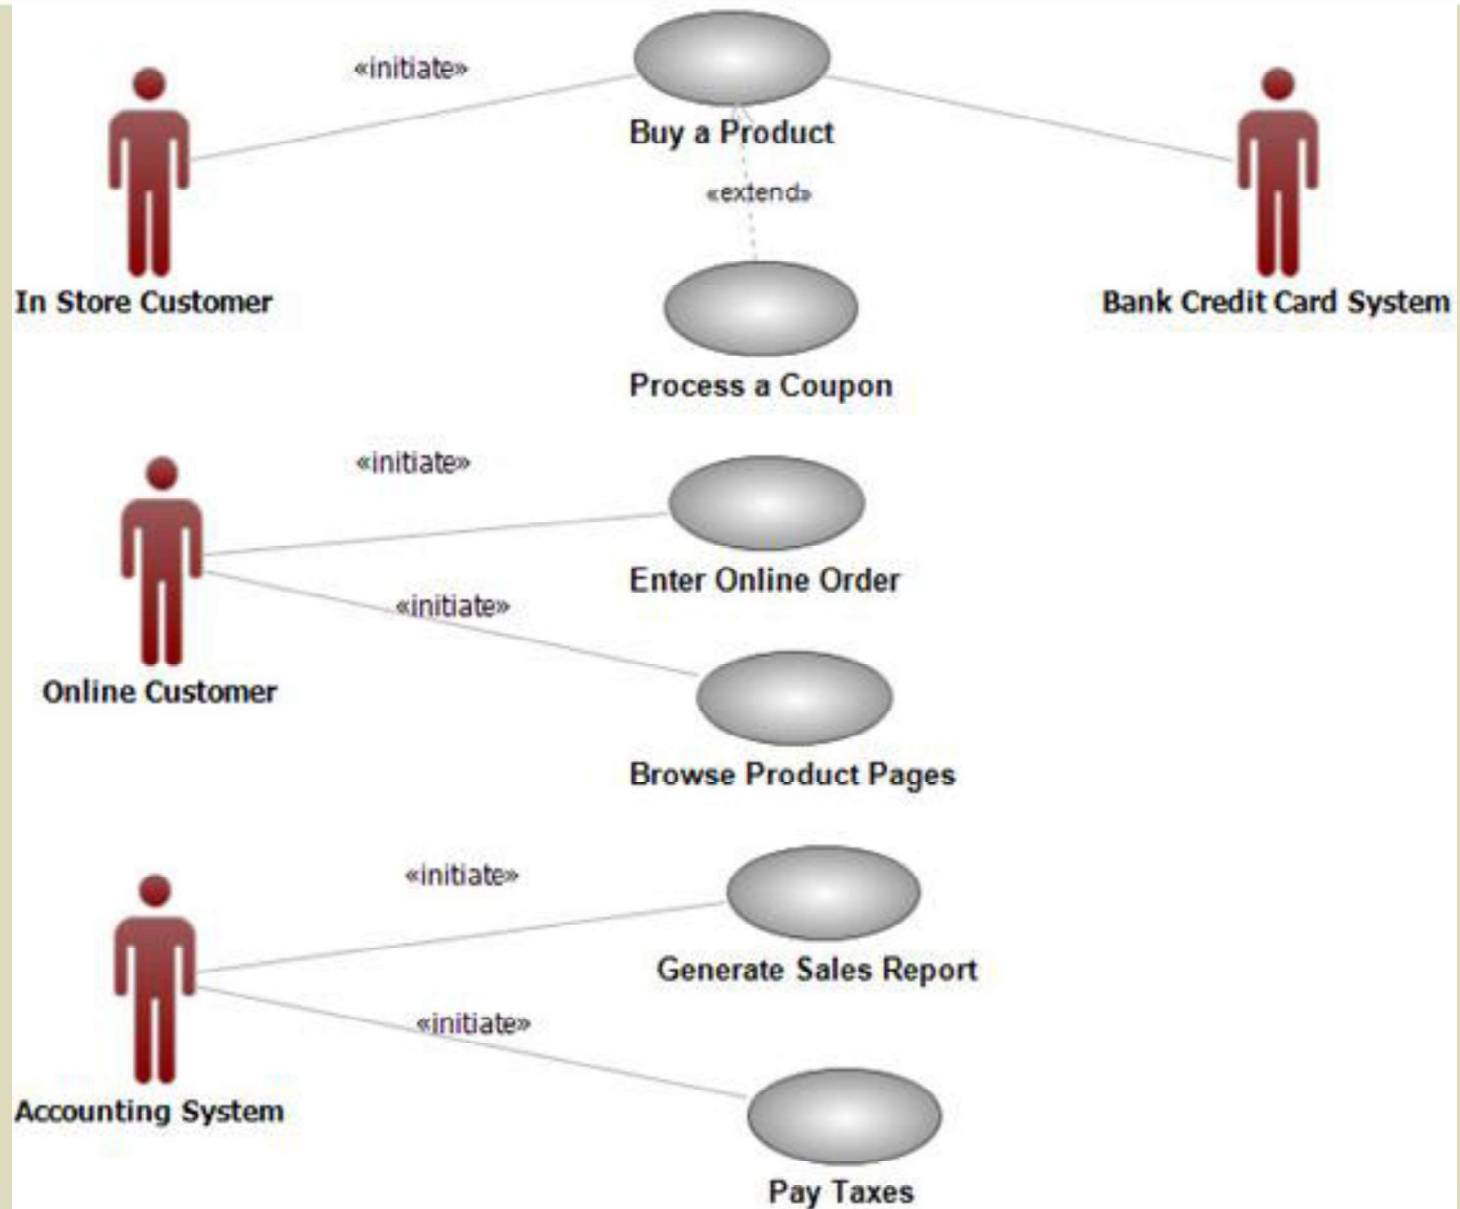 «initiate»
Buy a Product
«extend»
In Store Customer
Bank Credit Card System
Process a Coupon
«initiate»
Enter Online Order
«initiate»
Online Customer
Browse Product Pages
«initiate»
Generate Sales Report
«initiate»
Accounting System
Pay Taxes